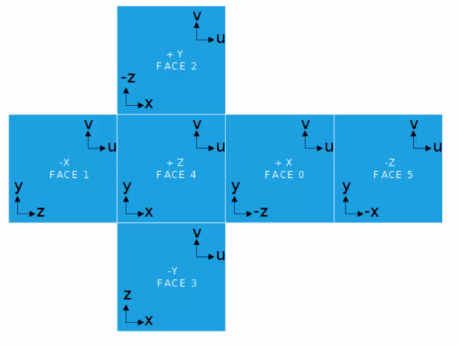 v
u
+ Y
FACE 2
-z
x
v
u
-X
FACE 1
y
z
v
u
+ Z
FACE 4
y
x
v
u
+ X
FACE 0
y
-z
v
u
-Z
FACE 5
y
-x
v
u
-Y
FACE 3
z
x